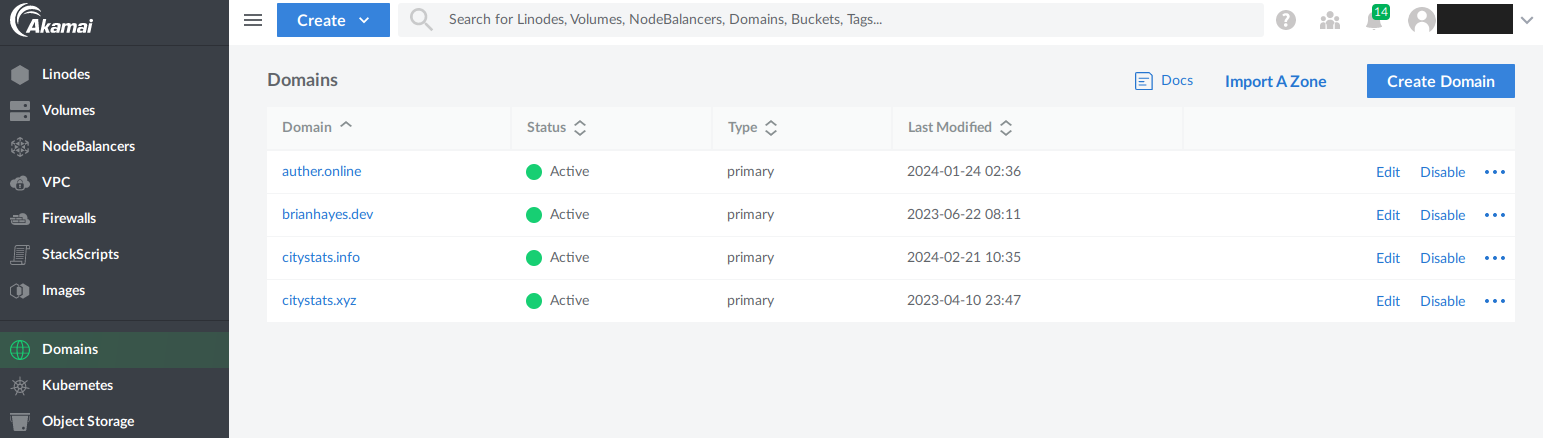 Akamai
Create
Search for Linodes, Volumes, NodeBalancers, Domains, Buckets, Tags...
?
14
Linodes
Volumes
NodeBalancers
VPC
Firewalls
StackScripts
Images
Domains
Kubernetes
Object Storage
Domains
Docs
Import A Zone
Create Domain
Domain Status Type Last Modified
auther.online Active primary 2024-01-24 02:36 Edit Disable ...
brianhayes.dev Active primary 2023-06-22 08:11 Edit Disable ...
citystats.info Active primary 2024-02-21 10:35 Edit Disable ...
citystats.xyz Active primary 2023-04-10 23:47 Edit Disable ...